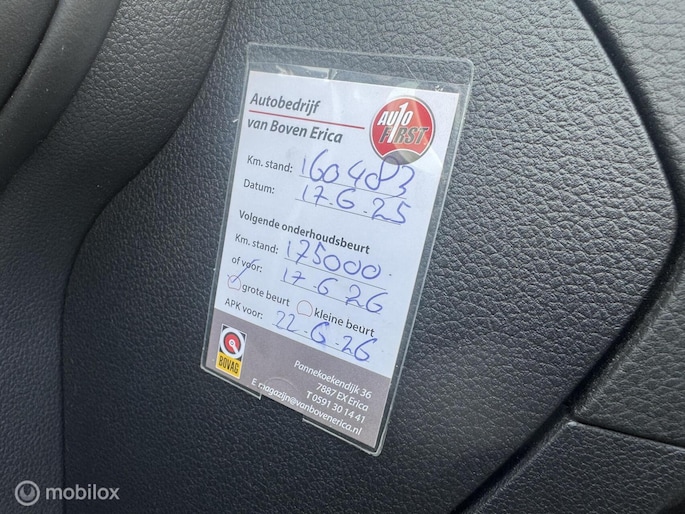 Autobedrijf
van Boven Erica
AUTO
1
FIRST
Km. stand: 160483
Datum: 17-6-25
Volgende onderhoudsbeurt
Km. stand: 175000
of voor: 17-6 26
grote beurt kleine beurt
APK voor: 22-6-26
BOVAG
Pannekoekendijk 36
7887 EX Erica
T 0591 30 14 41
E magazijn@vanbovenerica.nl
mobilox